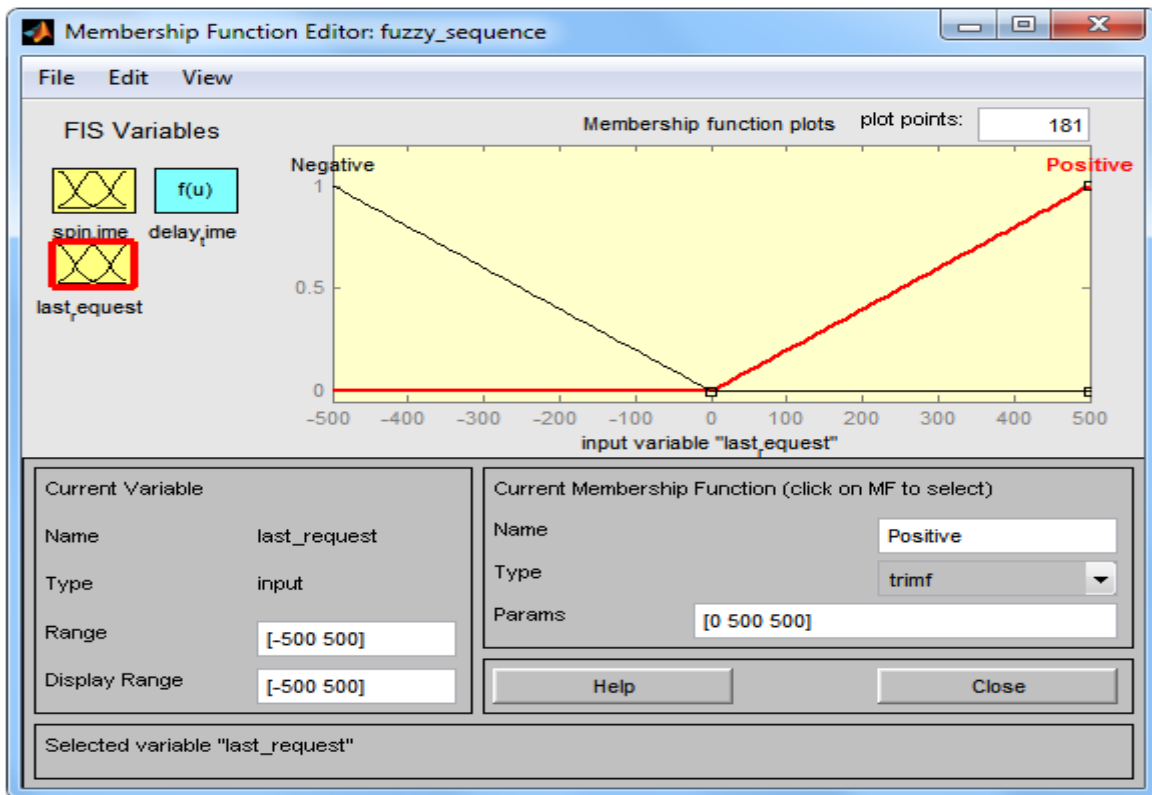 Membership Function Editor: fuzzy_sequence
File Edit View
FIS Variables
Membership function plots plot points: 181
f(u)
spin.ime delay_time
last_request
Negative
Positive
1
0.5
0
-500 -400 -300 -200 -100 0 100 200 300 400 500
input variable "last_request"
Current Variable
Name last_request
Type input
Range [-500 500]
Display Range [-500 500]
Current Membership Function (click on MF to select)
Name Positive
Type trimf
Params [0 500 500]
Help Close
Selected variable "last_request"